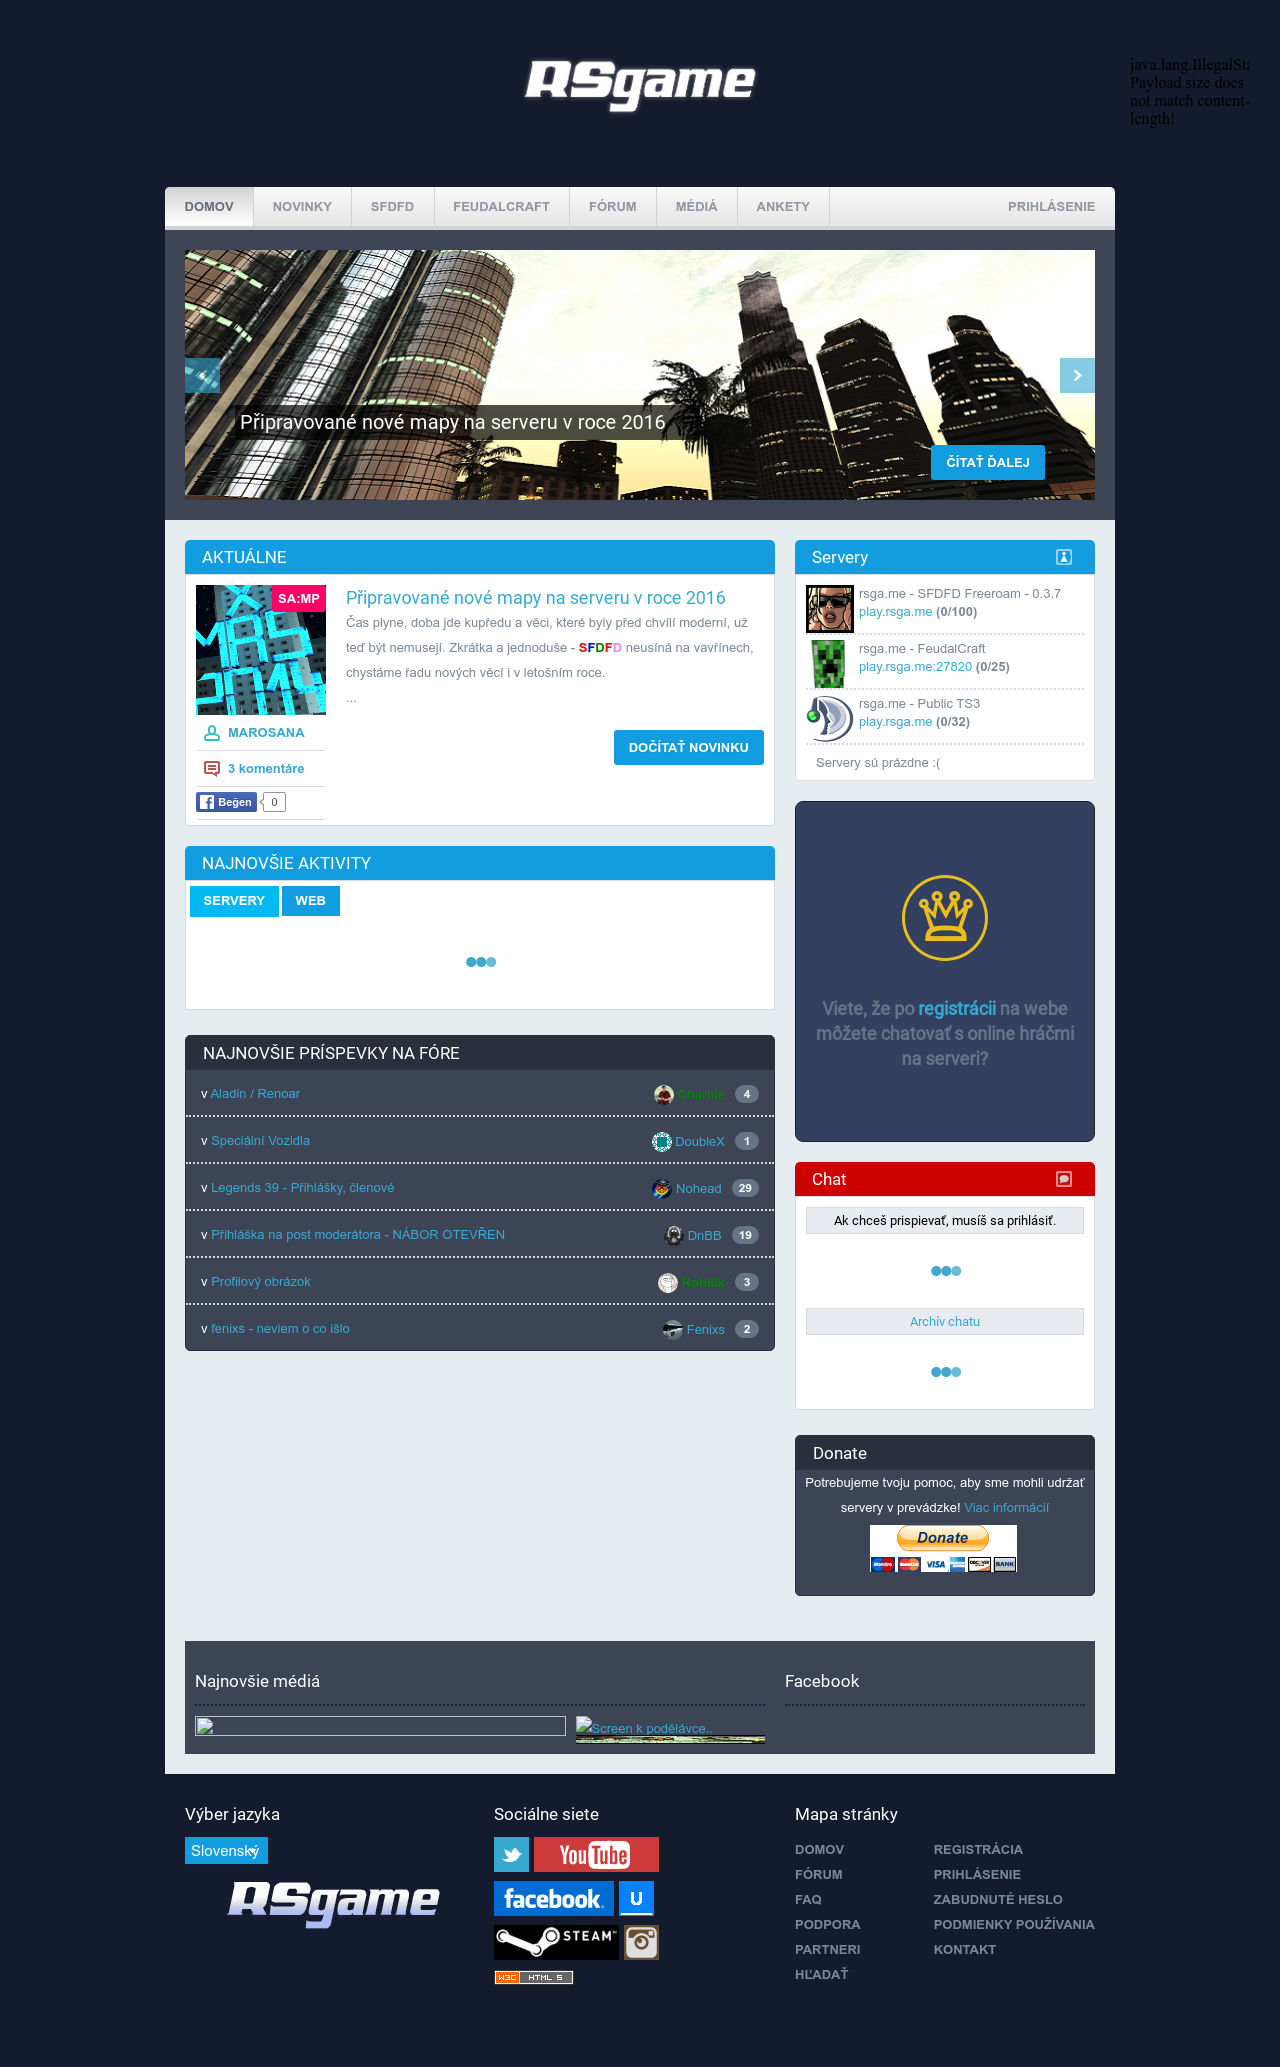 RSgame
java.lang.IllegalSta
Payload size does
not match content-
length!
DOMOV NOVINKY SFDFD FEUDALCRAFT FÓRUM MÉDIÁ ANKETY PRIHLÁSENIE
Připravované nové mapy na serveru v roce 2016
ČÍTAŤ ĎALEJ
AKTUÁLNE
SA:MP
Připravované nové mapy na serveru v roce 2016
Čas plyne, doba jde kupředu a věci, které byly před chvílí moderní, už
teď být nemusejí. Zkrátka a jednoduše - SFDFD neusíná na vavřínech,
chystáme řadu nových věcí i v letošním roce.
...
MAROSANA
3 komentáre
Beğen 0
DOČÍTAŤ NOVINKU
NAJNOVŠIE AKTIVITY
SERVERY WEB
NAJNOVŠIE PRÍSPEVKY NA FÓRE
v Aladin / Renoar 4
v Speciální Vozidla DoubleX 1
v Legends 39 - Přihlášky, členové Nohead 29
v Přihláška na post moderátora - NÁBOR OTEVŘEN DnBB 19
v Profilový obrázok 3
v fenixs - neviem o co išlo Fenixs 2
Servery
rsga.me - SFDFD Freeroam - 0.3.7
play.rsga.me (0/100)
rsga.me - FeudalCraft
play.rsga.me:27820 (0/25)
rsga.me - Public TS3
play.rsga.me (0/32)
Servery sú prázdne :(
Viete, že po registrácii na webe
môžete chatovať s online hráčmi
na serveri?
Chat
Ak chceš prispievať, musíš sa prihlásiť.
Archív chatu
Donate
Potrebujeme tvoju pomoc, aby sme mohli udržať
servery v prevádzke! Viac informácií
Donate
Maestro VISA BANK
Najnovšie médiá
Screen k podělávce..
Facebook
Výber jazyka
Slovenský
RSgame
Sociálne siete
YouTube
facebook. U
STEAM
W3C HTML 5
Mapa stránky
DOMOV REGISTRÁCIA
FÓRUM PRIHLÁSENIE
FAQ ZABUDNUTÉ HESLO
PODPORA PODMIENKY POUŽÍVANIA
PARTNERI KONTAKT
HĽADAŤ